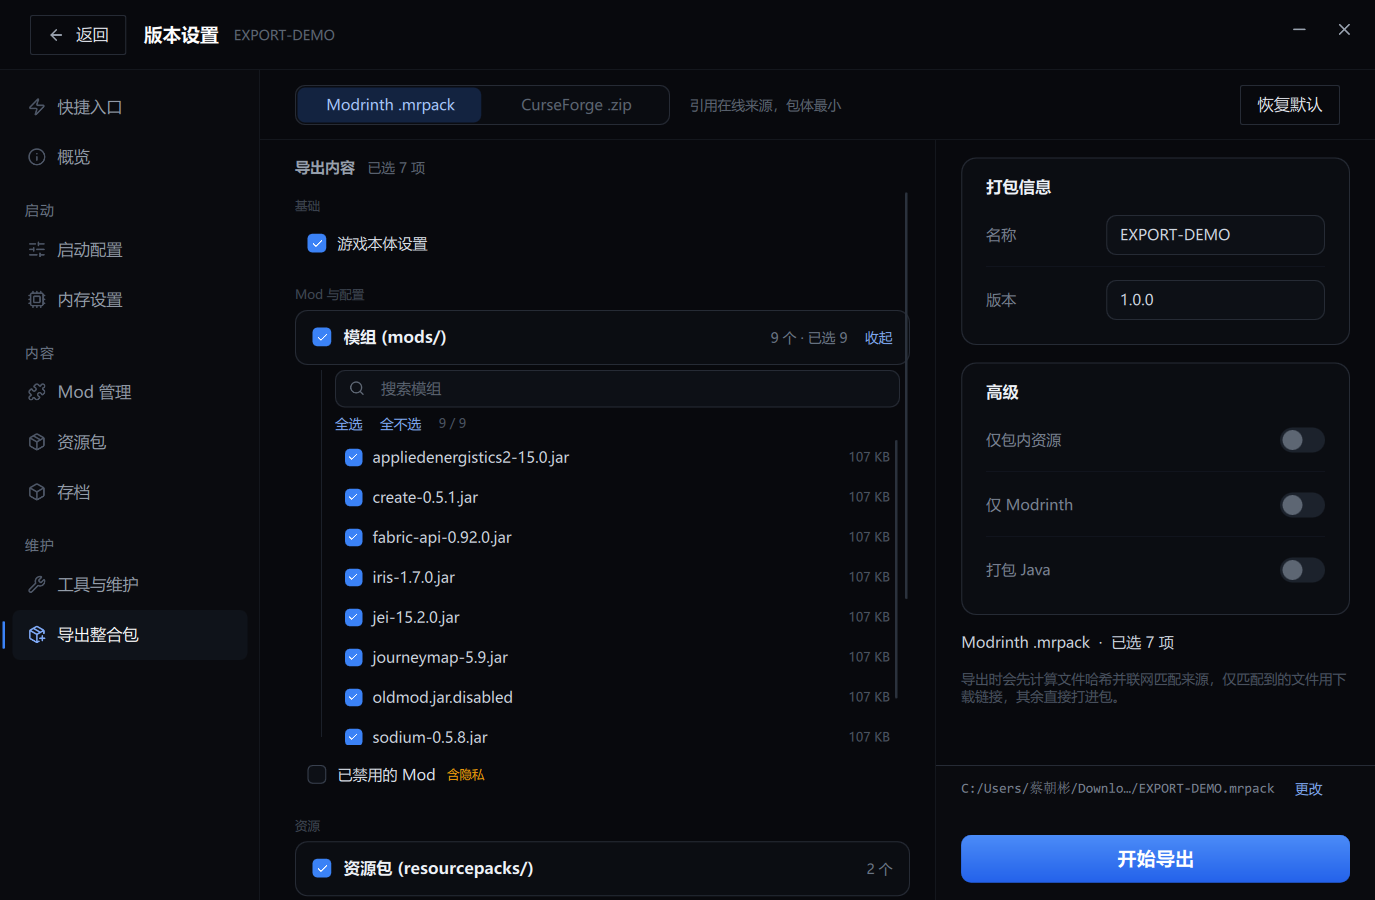 返回 版本设置 EXPORT-DEMO
快捷入口
概览
启动
启动配置
内存设置
内容
Mod 管理
资源包
存档
维护
工具与维护
导出整合包
Modrinth .mrpack CurseForge .zip 引用在线来源，包体最小 恢复默认
导出内容 已选 7 项
基础
游戏本体设置
Mod 与配置
模组 (mods/) 9 个 · 已选 9 收起
搜索模组
全选 全不选 9 / 9
appliedenergistics2-15.0.jar 107 KB
create-0.5.1.jar 107 KB
fabric-api-0.92.0.jar 107 KB
iris-1.7.0.jar 107 KB
jei-15.2.0.jar 107 KB
journeymap-5.9.jar 107 KB
oldmod.jar.disabled 107 KB
sodium-0.5.8.jar 107 KB
已禁用的 Mod 含隐私
资源
资源包 (resourcepacks/) 2 个
打包信息
名称 EXPORT-DEMO
版本 1.0.0
高级
仅包内资源
仅 Modrinth
打包 Java
Modrinth .mrpack · 已选 7 项
导出时会先计算文件哈希并联网匹配来源，仅匹配到的文件用下
载链接，其余直接打进包。
C:/Users/蔡朝彬/Downlo…/EXPORT-DEMO.mrpack 更改
开始导出